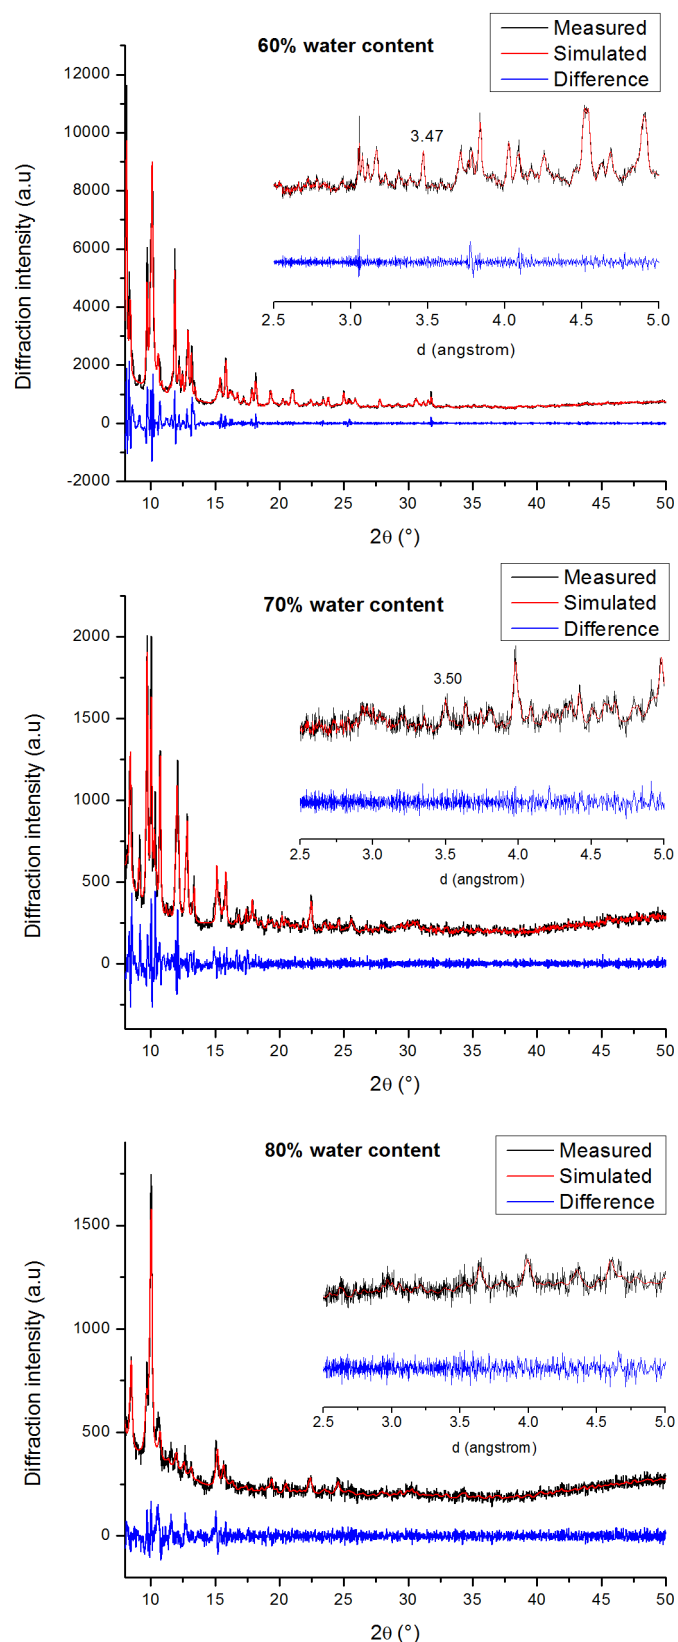 60% water content
Measured
Simulated
Difference
12000
10000
8000
6000
4000
2000
0
-2000
Diffraction intensity (a.u)
3.47
2.5 3.0 3.5 4.0 4.5 5.0
d (angstrom)
10 15 20 25 30 35 40 45 50
2θ (°)
70% water content
Measured
Simulated
Difference
2000
1500
1000
500
0
Diffraction intensity (a.u)
3.50
2.5 3.0 3.5 4.0 4.5 5.0
d (angstrom)
10 15 20 25 30 35 40 45 50
2θ (°)
80% water content
Measured
Simulated
Difference
1500
1000
500
0
Diffraction intensity (a.u)
2.5 3.0 3.5 4.0 4.5 5.0
d (angstrom)
10 15 20 25 30 35 40 45 50
2θ (°)